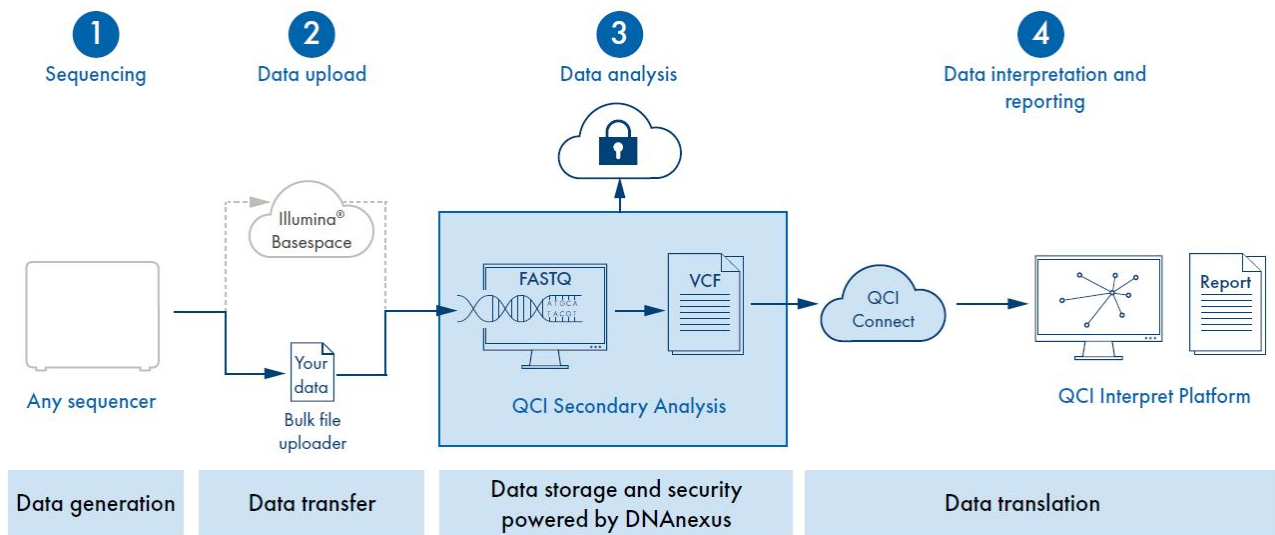 1
Sequencing
2
Data upload
3
Data analysis
4
Data interpretation and
reporting
Illumina®
Basespace
Any sequencer
Your
data
Bulk file
uploader
FASTQ
ATGCA
TACGT
VCF
QCI Secondary Analysis
QCI
Connect
Report
QCI Interpret Platform
Data generation
Data transfer
Data storage and security
powered by DNAnexus
Data translation